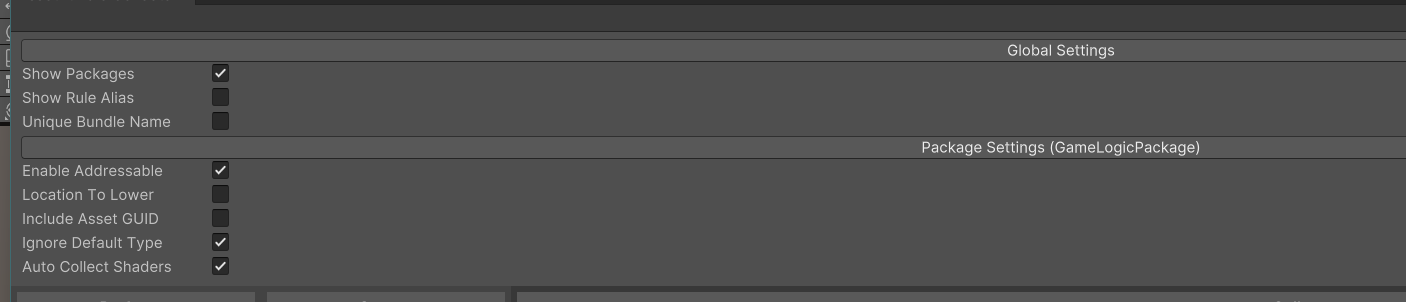 Global Settings
Show Packages
Show Rule Alias
Unique Bundle Name
Package Settings (GameLogicPackage)
Enable Addressable
Location To Lower
Include Asset GUID
Ignore Default Type
Auto Collect Shaders